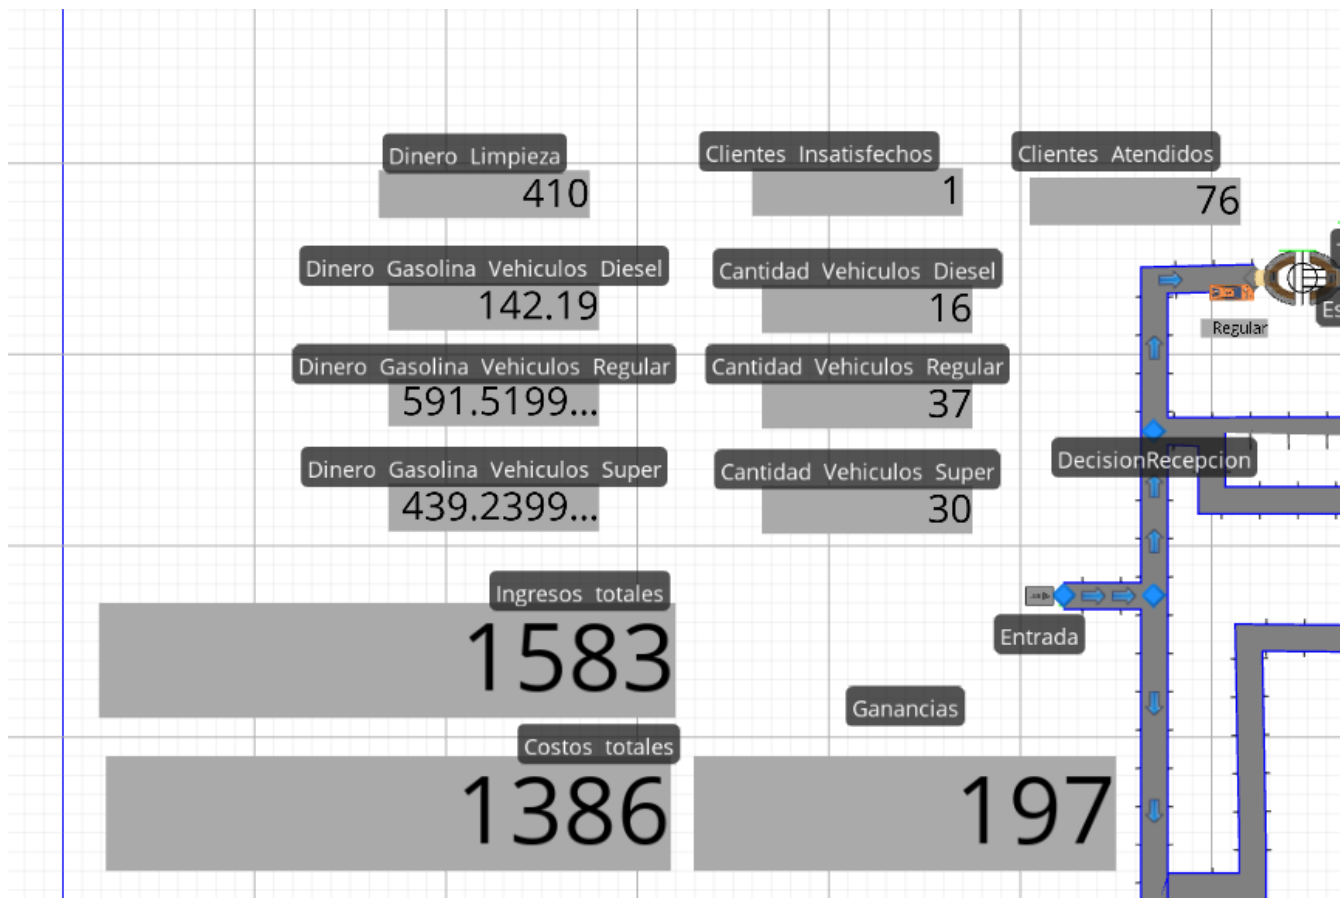 Dinero Limpieza
410
Clientes Insatisfechos
1
Clientes Atendidos
76
Dinero Gasolina Vehiculos Diesel
142.19
Cantidad Vehiculos Diesel
16
Regular
Dinero Gasolina Vehiculos Regular
591.5199...
Cantidad Vehiculos Regular
37
Dinero Gasolina Vehiculos Super
439.2399...
Cantidad Vehiculos Super
30
DecisionRecepcion
Entrada
Ingresos totales
1583
Costos totales
1386
Ganancias
197